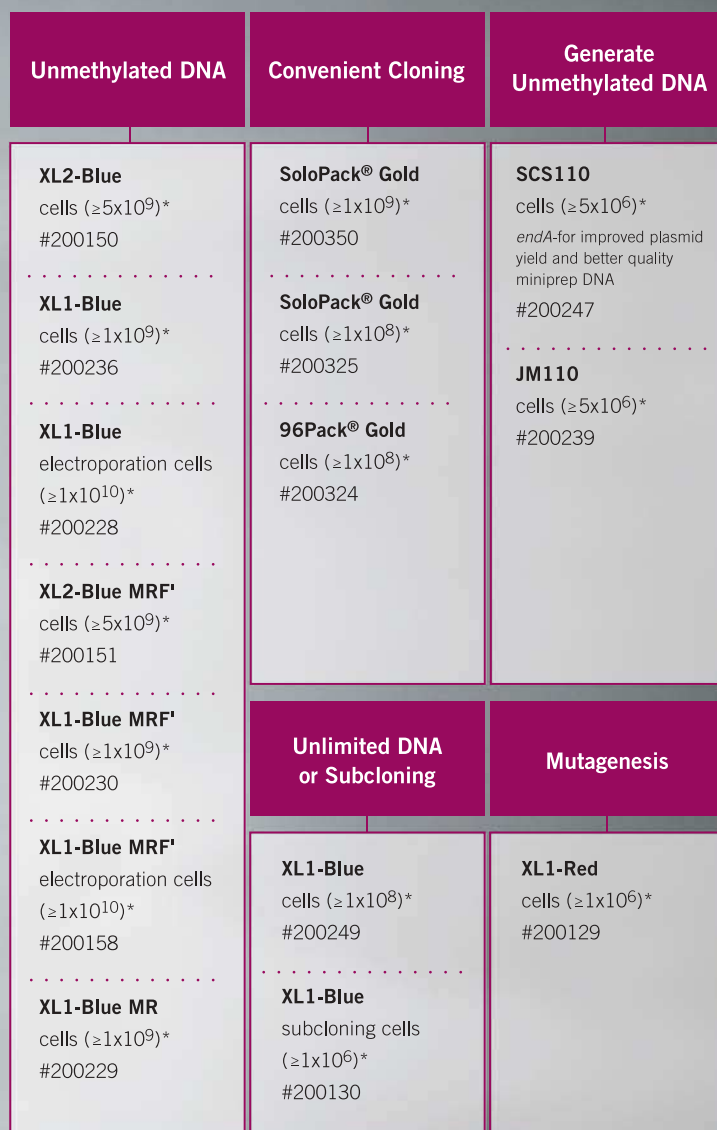 Unmethylated DNA
XL2-Blue
cells (≥5x10⁹)*
#200150
XL1-Blue
cells (≥1x10⁹)*
#200236
XL1-Blue
electroporation cells
(≥1x10¹⁰)*
#200228
XL2-Blue MRF'
cells (≥5x10⁹)*
#200151
XL1-Blue MRF'
cells (≥1x10⁹)*
#200230
XL1-Blue MRF'
electroporation cells
(≥1x10¹⁰)*
#200158
XL1-Blue MR
cells (≥1x10⁹)*
#200229
Convenient Cloning
SoloPack® Gold
cells (≥1x10⁹)*
#200350
SoloPack® Gold
cells (≥1x10⁸)*
#200325
96Pack® Gold
cells (≥1x10⁸)*
#200324
Generate
Unmethylated DNA
SCS110
cells (≥5x10⁶)*
endA-for improved plasmid
yield and better quality
miniprep DNA
#200247
JM110
cells (≥5x10⁶)*
#200239
Unlimited DNA
or Subcloning
XL1-Blue
cells (≥1x10⁸)*
#200249
XL1-Blue
subcloning cells
(≥1x10⁶)*
#200130
Mutagenesis
XL1-Red
cells (≥1x10⁶)*
#200129